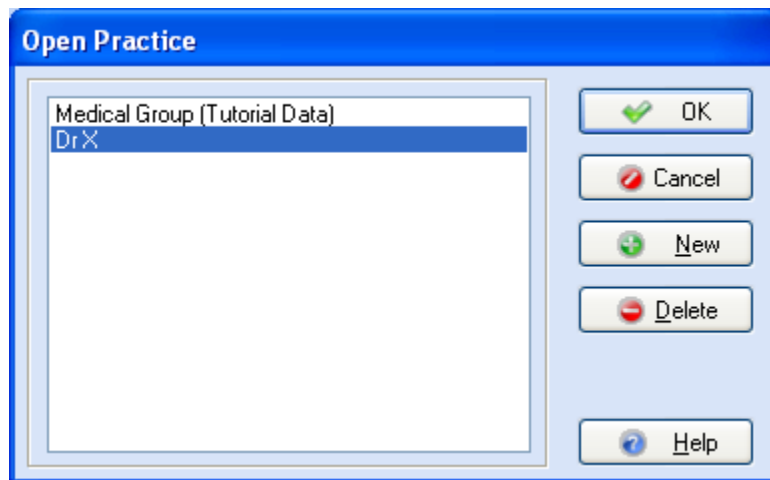 Open Practice
Medical Group (Tutorial Data)
Dr X
OK
Cancel
New
Delete
Help